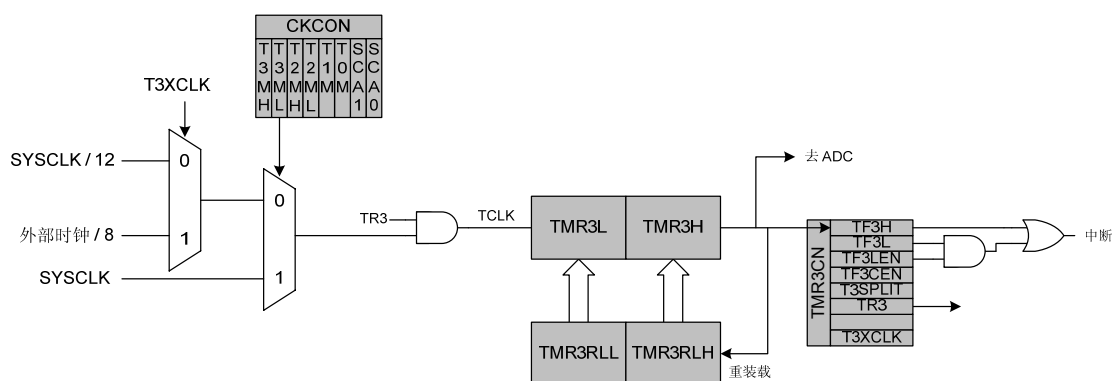 CKCON
T3MH
T3ML
T2MH
T2ML
T1M
T0M
SCA1
SCA0
T3XCLK
SYSCLK / 12
0
外部时钟 / 8
1
SYSCLK
0
1
TR3
TCLK
TMR3L
TMR3H
去 ADC
TMR3CN
TF3H
TF3L
TF3LEN
TF3CEN
T3SPLIT
TR3
T3XCLK
中断
TMR3RLL
TMR3RLH
重装载